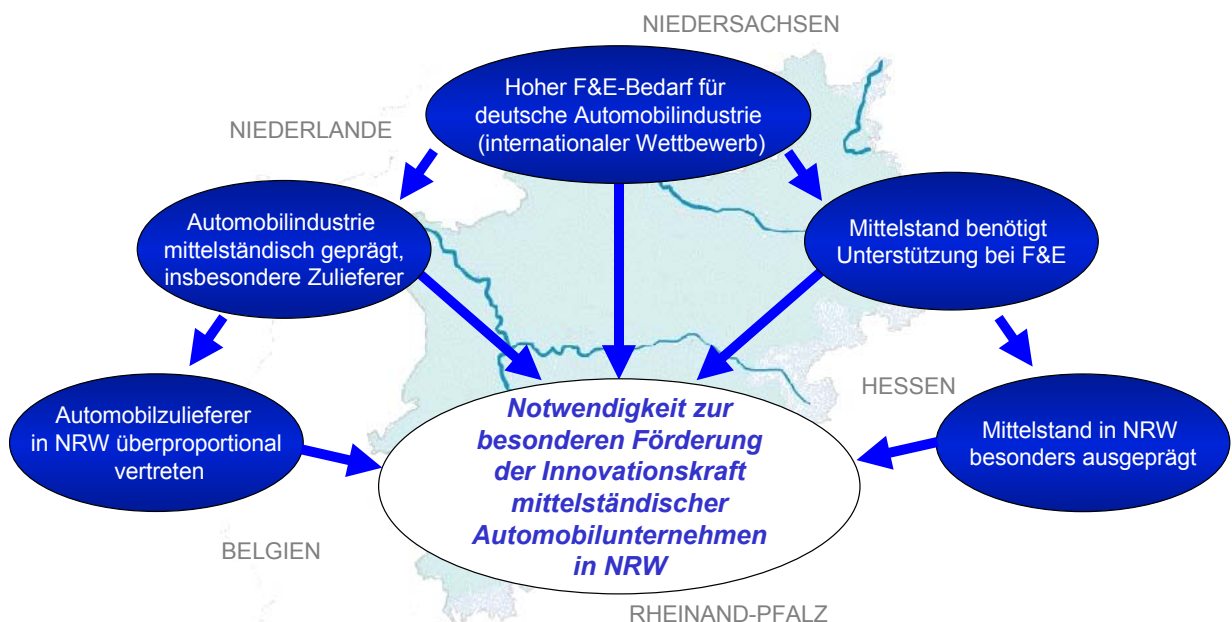 NIEDERSACHSEN
Hoher F&E-Bedarf für
deutsche Automobilindustrie
(internationaler Wettbewerb)
NIEDERLANDE
Automobilindustrie
mittelständisch geprägt,
insbesondere Zulieferer
Mittelstand benötigt
Unterstützung bei F&E
HESSEN
Automobilzulieferer
in NRW überproportional
vertreten
Notwendigkeit zur
besonderen Förderung
der Innovationskraft
mittelständischer
Automobilunternehmen
in NRW
Mittelstand in NRW
besonders ausgeprägt
BELGIEN
RHEINAND-PFALZ